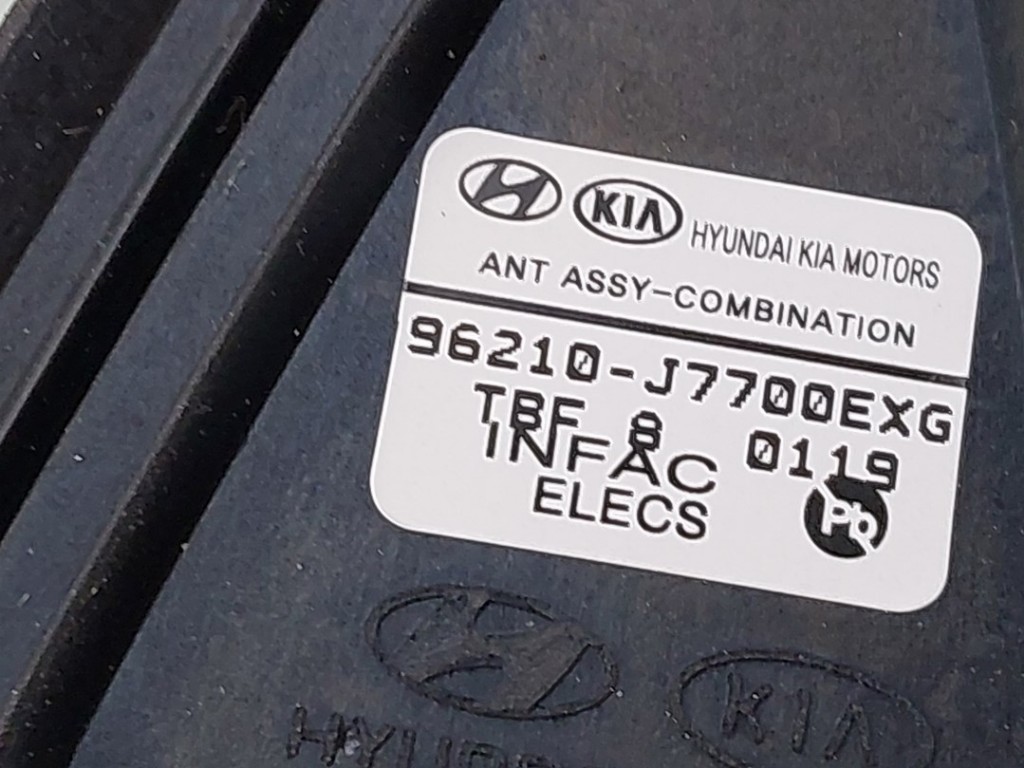 KIA HYUNDAI KIA MOTORS
ANT ASSY-COMBINATION
96210-J7700EXG
TBF 8 0119
INFAC
ELECS
Pb
KIA